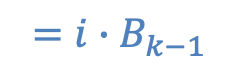 = i · B_{k−1}